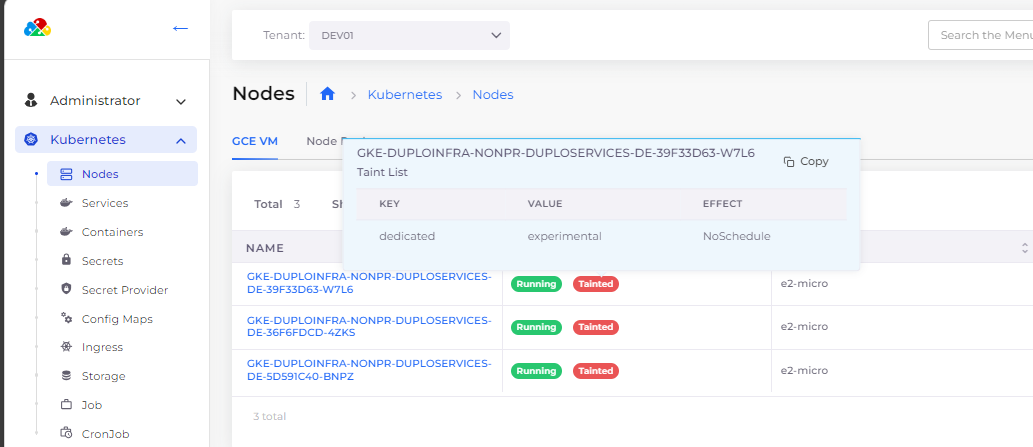 ←
Tenant: DEV01
Search the Menu
Nodes > Kubernetes > Nodes
Administrator
Kubernetes
Nodes
Services
Containers
Secrets
Secret Provider
Config Maps
Ingress
Storage
Job
CronJob
GCE VM Node
GKE-DUPLOINFRA-NONPR-DUPLOSERVICES-DE-39F33D63-W7L6
Copy
Taint List
KEY VALUE EFFECT
dedicated experimental NoSchedule
Total 3
NAME
GKE-DUPLOINFRA-NONPR-DUPLOSERVICES-
DE-39F33D63-W7L6
Running Tainted e2-micro
GKE-DUPLOINFRA-NONPR-DUPLOSERVICES-
DE-36F6FDCD-4ZKS
Running Tainted e2-micro
GKE-DUPLOINFRA-NONPR-DUPLOSERVICES-
DE-5D591C40-BNPZ
Running Tainted e2-micro
3 total